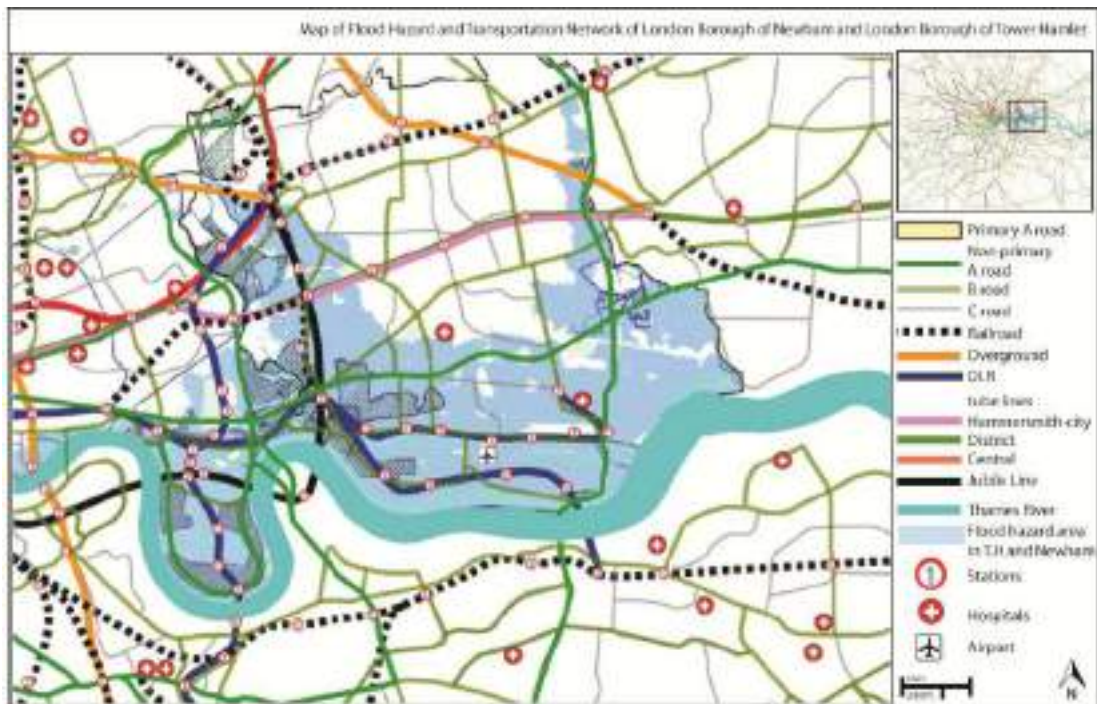 Map of Flood Hazard and Transportation Network of London Borough of Newham and London Borough of Tower Hamlet
Primary A road
Non-primary
A road
B road
C road
Railroad
Overground
DLR
tube lines
Hammersmith-city
District
Central
Jubile Line
Thames River
Flood hazard area
in T.H and Newham
Stations
Hospitals
Airport
N